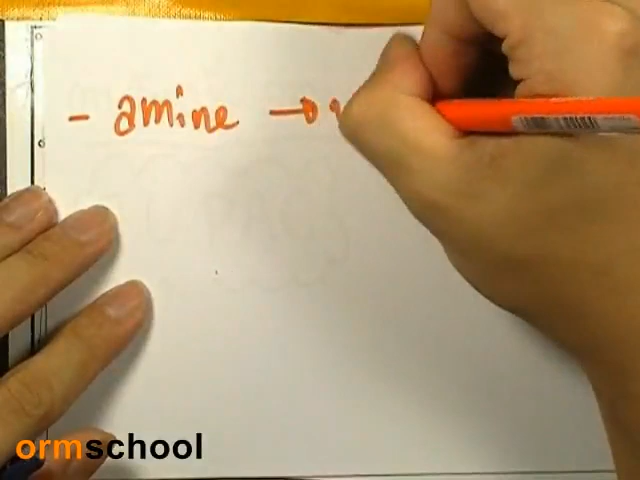 - amine →
ormschool